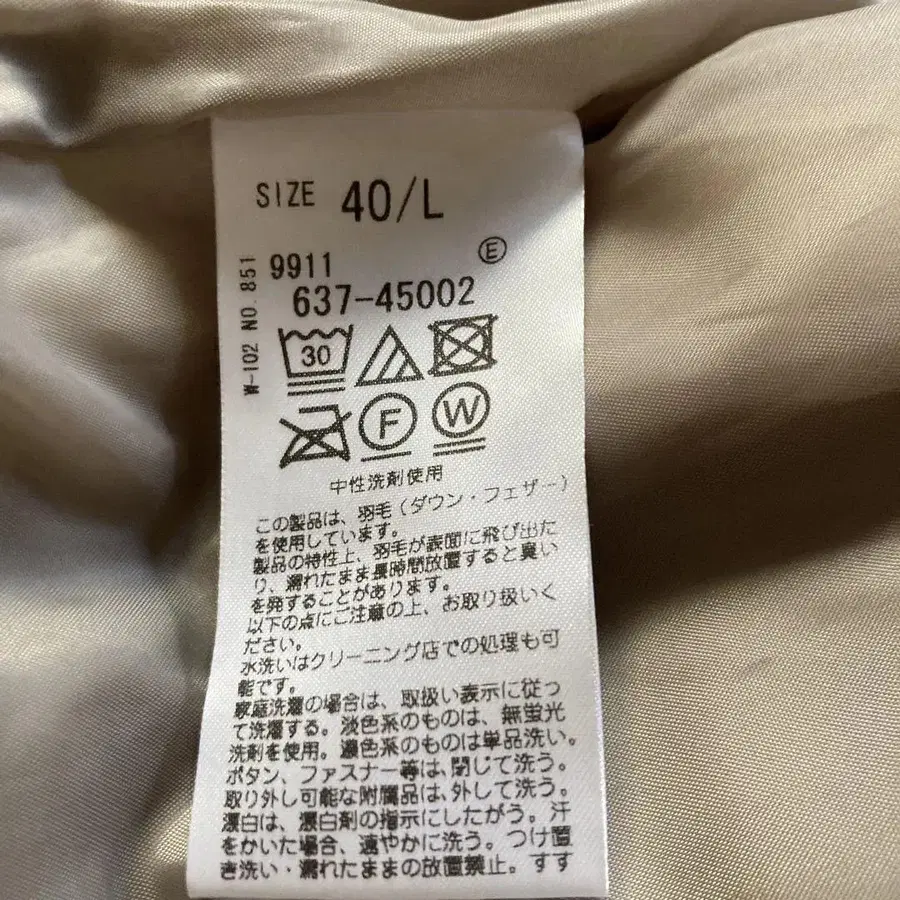 SIZE 40/L
W-102 NO.851
9911 E
637-45002
30
F W
中性洗剤使用
この製品は、羽毛(ダウン・フェザー)
を使用しています。
製品の特性上、羽毛が表面に飛び出た
り、濡れたまま長時間放置すると臭い
を発することがあります。
以下の点にご注意の上、お取り扱いく
ださい。
水洗いはクリーニング店での処理も可
能です。
家庭洗濯の場合は、取扱い表示に従っ
て洗濯する。淡色系のものは、無蛍光
洗剤を使用。濃色系のものは単品洗い。
ボタン、ファスナー等は、閉じて洗う。
取り外し可能な附属品は、外して洗う。
漂白は、漂白剤の指示にしたがう。汗
をかいた場合、速やかに洗う。つけ置
き洗い・濡れたままの放置禁止。すす